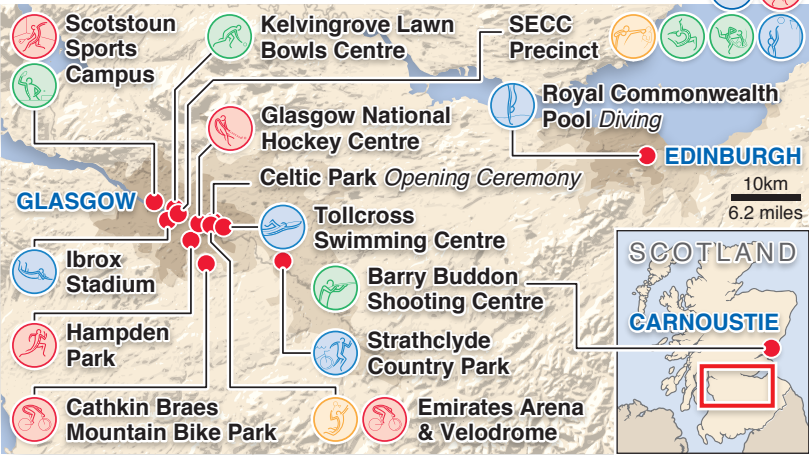 Scotstoun
Sports
Campus
Kelvingrove Lawn
Bowls Centre
SECC
Precinct
Glasgow National
Hockey Centre
Royal Commonwealth
Pool Diving
EDINBURGH
10km
6.2 miles
Celtic Park Opening Ceremony
GLASGOW
Tollcross
Swimming Centre
Ibrox
Stadium
Barry Buddon
Shooting Centre
SCOTLAND
CARNOUSTIE
Hampden
Park
Strathclyde
Country Park
Cathkin Braes
Mountain Bike Park
Emirates Arena
& Velodrome